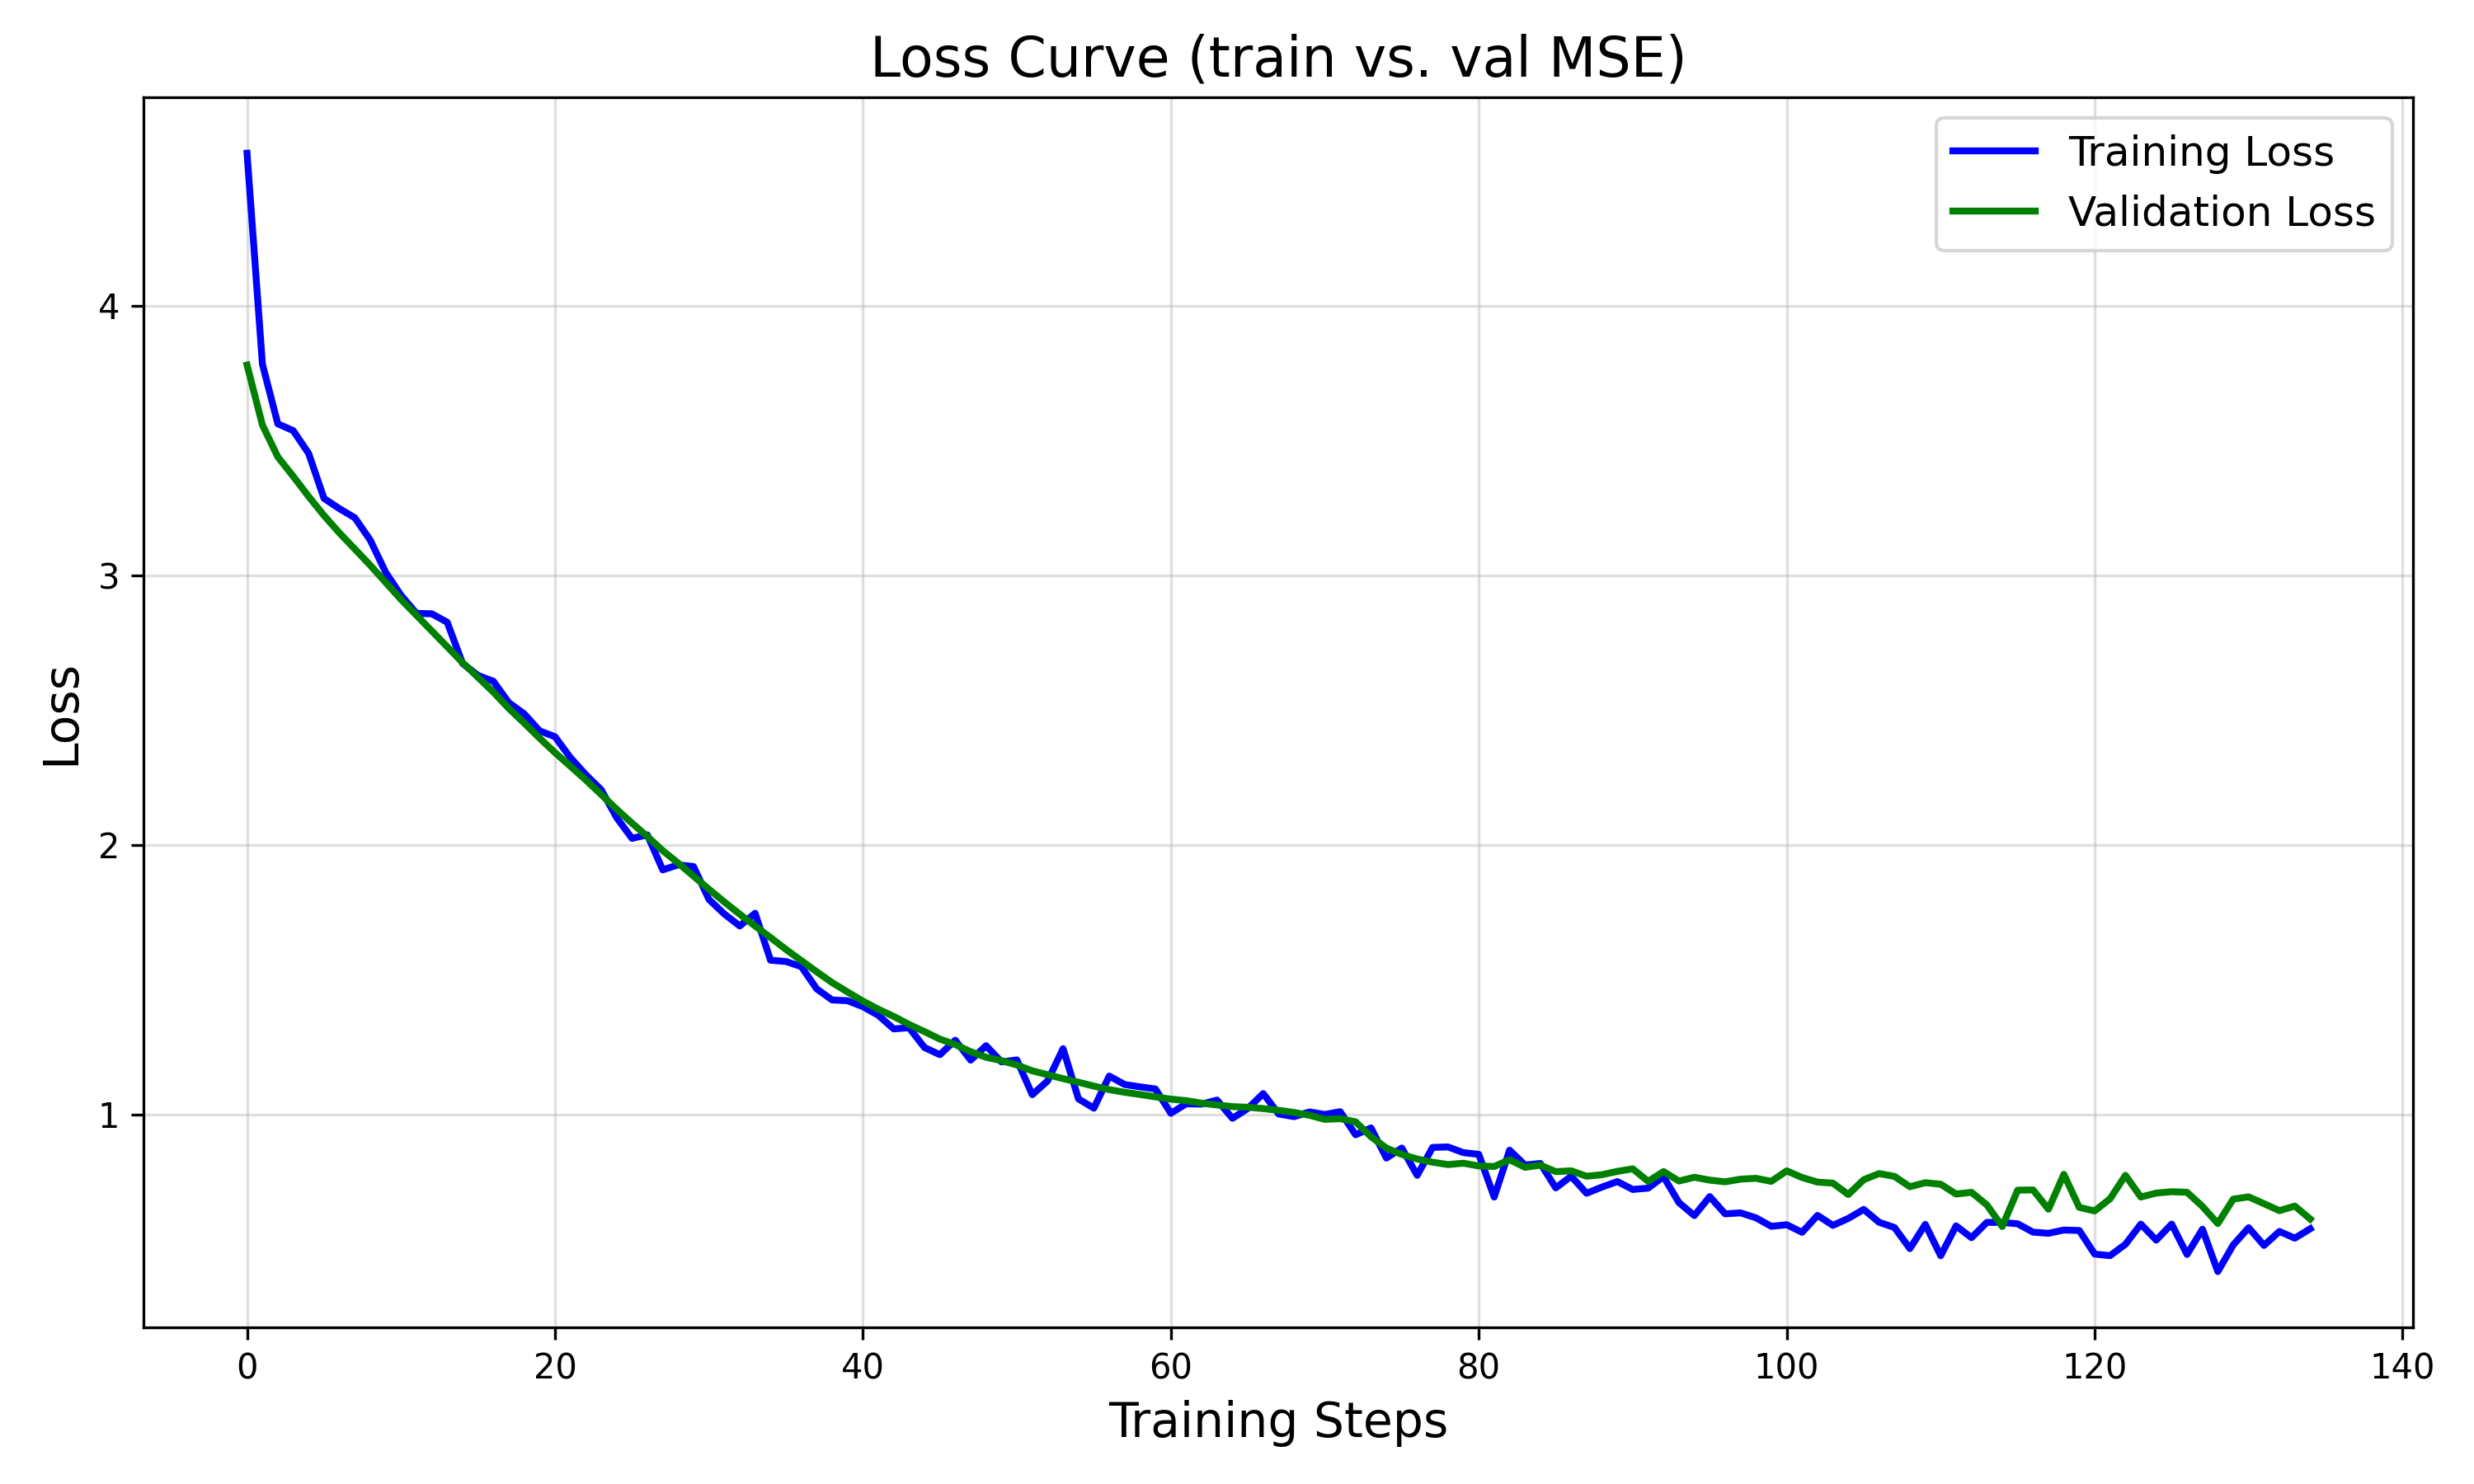 Loss Curve (train vs. val MSE)
Training Loss
Validation Loss
4
3
2
1
Loss
0 20 40 60 80 100 120 140
Training Steps